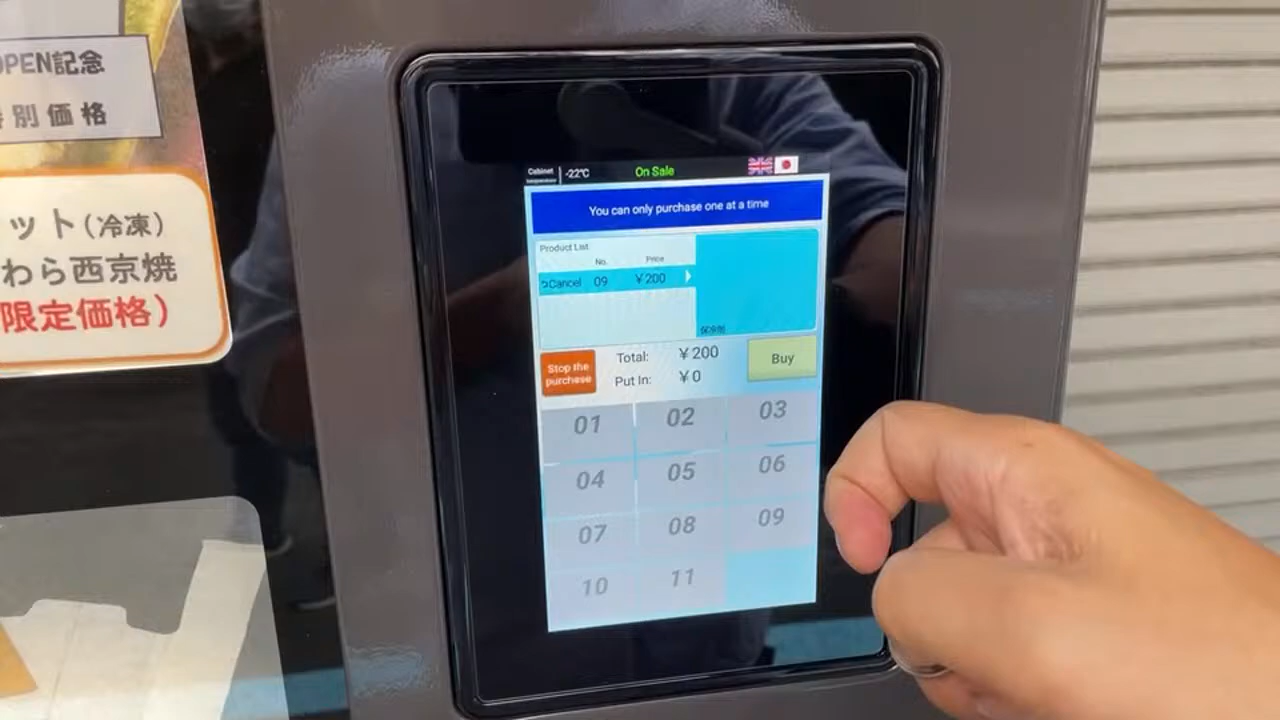 OPEN記念
特別価格
ット(冷凍)
わら西京焼
限定価格)
Cabinet
temperature
-22℃
On Sale
You can only purchase one at a time
Product List
No. Price
Cancel 09 ¥200
Stop the
purchase
Total: ¥200
Put In: ¥0
Buy
01 02 03
04 05 06
07 08 09
10 11